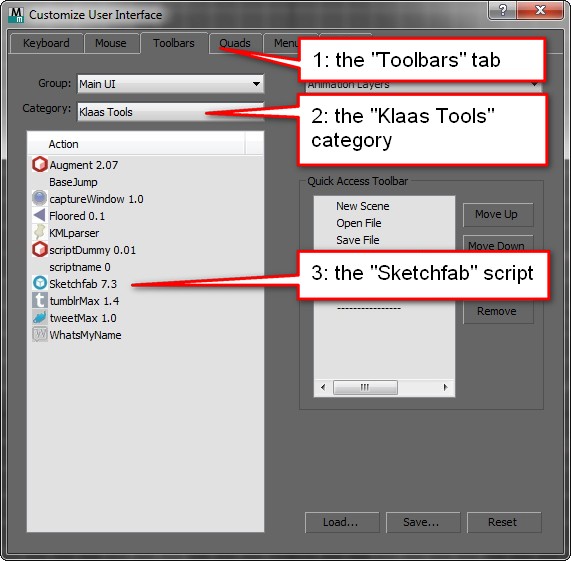 Customize User Interface
Keyboard Mouse Toolbars Quads Menu
1: the "Toolbars" tab
Group: Main UI
Animation Layers
Category: Klaas Tools
2: the "Klaas Tools"
category
Action
Augment 2.07
BaseJump
captureWindow 1.0
Floored 0.1
KMLparser
scriptDummy 0.01
scriptname 0
Sketchfab 7.3
tumblrMax 1.4
tweetMax 1.0
WhatsMyName
Quick Access Toolbar
New Scene
Open File
Save File
Move Up
Move Down
3: the "Sketchfab" script
----------------
Remove
Load... Save... Reset